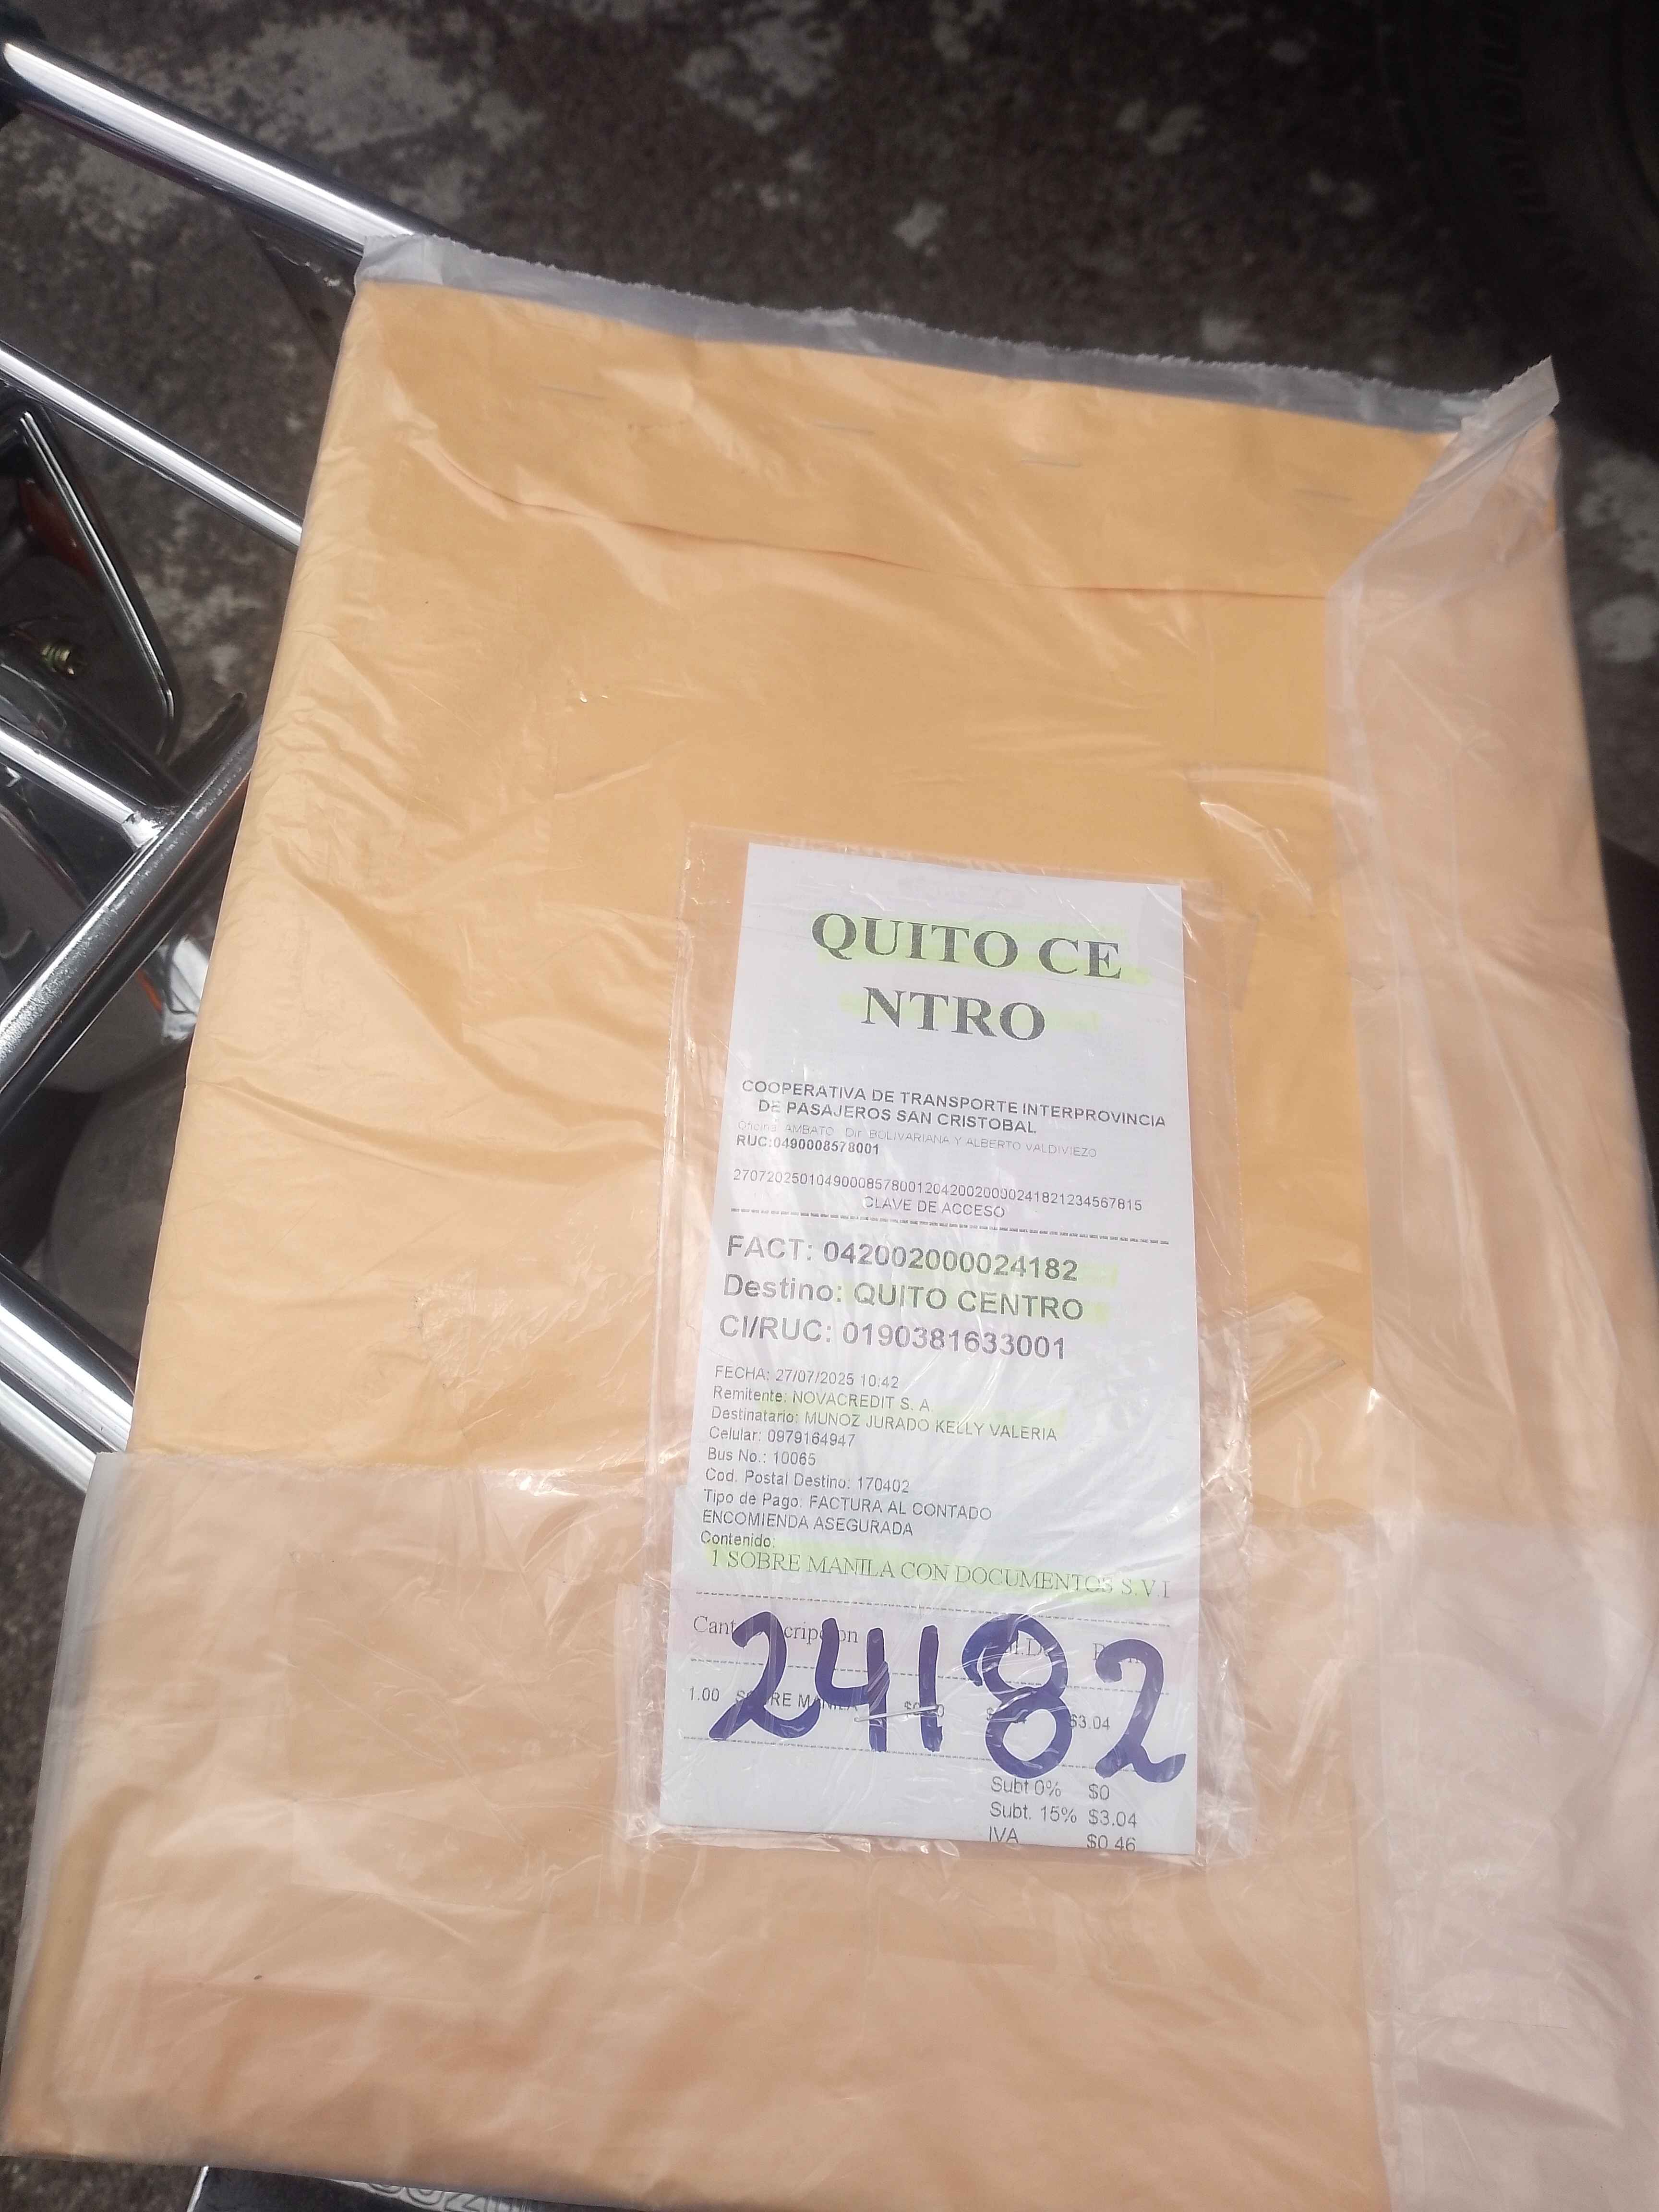 QUITO CE
NTRO
COOPERATIVA DE TRANSPORTE INTERPROVINCIA
DE PASAJEROS SAN CRISTOBAL
Oficina: AMBATO Dir: BOLIVARIANA Y ALBERTO VALDIVIEZO
RUC:0490008578001
2707202501049000857800120420020000241821234567815
CLAVE DE ACCESO
FACT: 042002000024182
Destino: QUITO CENTRO
CI/RUC: 0190381633001
FECHA: 27/07/2025 10:42
Remitente: NOVACREDIT S. A.
Destinatario: MUNOZ JURADO KELLY VALERIA
Celular: 0979164947
Bus No.: 10065
Cod. Postal Destino: 170402
Tipo de Pago: FACTURA AL CONTADO
ENCOMIENDA ASEGURADA
Contenido:
1 SOBRE MANILA CON DOCUMENTOS S.V.I
24182
1.00 SOBRE MANILA $3.04
Subt 0% $0
Subt. 15% $3.04
IVA $0.46